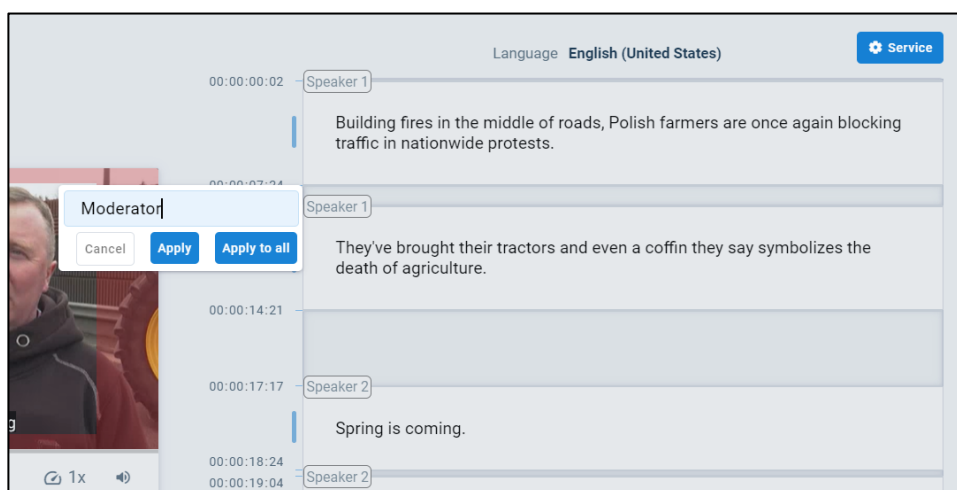 Language English (United States)
Service
00:00:00:02
Speaker 1
Building fires in the middle of roads, Polish farmers are once again blocking
traffic in nationwide protests.
Speaker 1
Moderator
Cancel
Apply
Apply to all
They've brought their tractors and even a coffin they say symbolizes the
death of agriculture.
00:00:14:21
00:00:17:17
Speaker 2
Spring is coming.
00:00:18:24
00:00:19:04
Speaker 2
g
1x